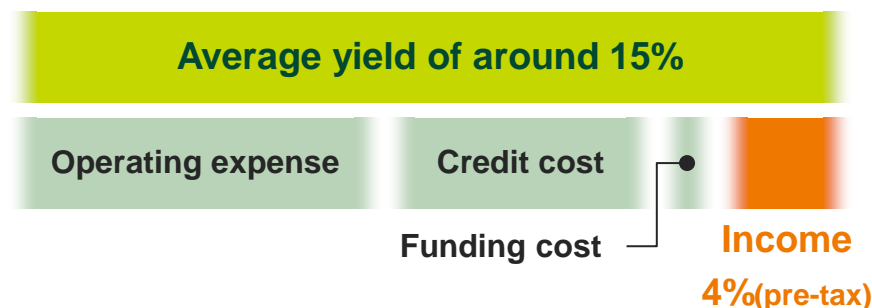 Average yield of around 15%
Operating expense
Credit cost
Funding cost
Income
4%(pre-tax)